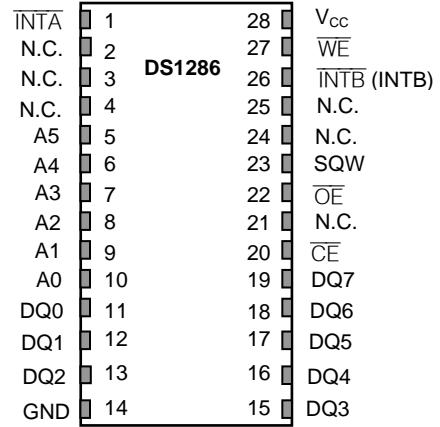 INTA 1 28 VCC
N.C. 2 27 WE
N.C. 3 DS1286 26 INTB (INTB)
N.C. 4 25 N.C.
A5 5 24 N.C.
A4 6 23 SQW
A3 7 22 OE
A2 8 21 N.C.
A1 9 20 CE
A0 10 19 DQ7
DQ0 11 18 DQ6
DQ1 12 17 DQ5
DQ2 13 16 DQ4
GND 14 15 DQ3